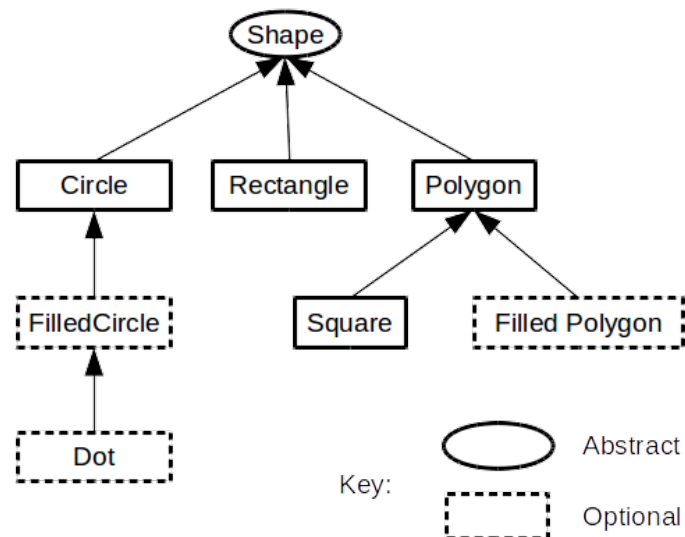 Shape
Circle
Rectangle
Polygon
FilledCircle
Square
Filled Polygon
Dot
Key:
Abstract
Optional